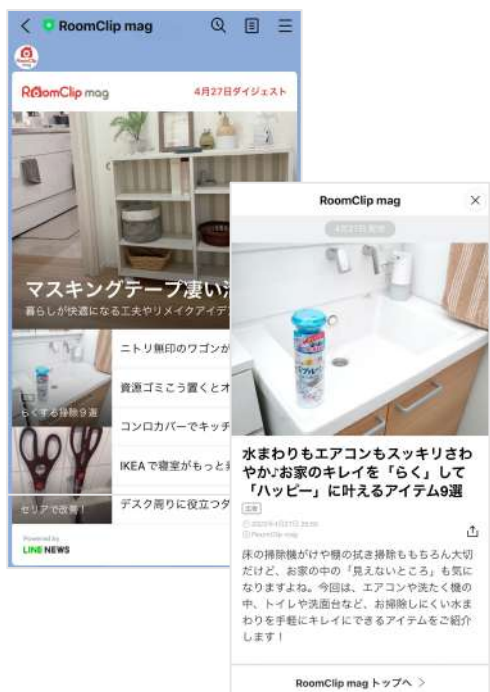 RoomClip mag
RoomClip mag
4月27日ダイジェスト
マスキングテープ凄い
暮らしが快適になる工夫やリメイクアイデ
らくする掃除9選
ニトリ無印のワゴンが
資源ゴミこう置くとオ
コンロカバーでキッチ
セリアで改善!
IKEAで寝室がもっと
デスク周りに役立つ
Powered by
LINE NEWS
RoomClip mag
4月27日 配信
水まわりもエアコンもスッキリさわ
やか♪お家のキレイを「らく」して
「ハッピー」に叶えるアイテム9選
RoomClip mag
床の掃除機がけや棚の拭き掃除ももちろん大切
だけど、お家の中の「見えないところ」も気に
なりますよね。今回は、エアコンや洗たく機の
中、トイレや洗面台など、お掃除しにくい水ま
わりを手軽にキレイにできるアイテムをご紹介
します!
RoomClip mag トップへ >